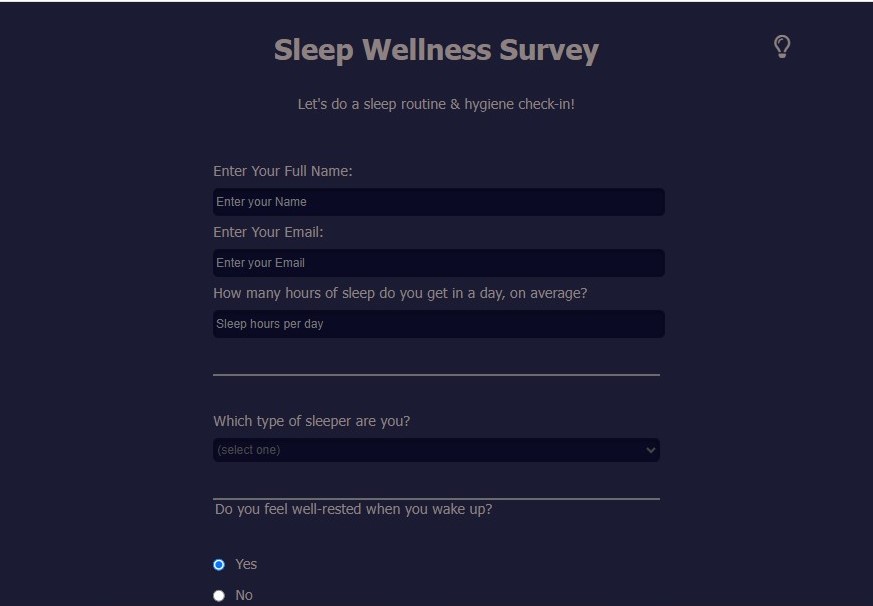 Sleep Wellness Survey
Let's do a sleep routine & hygiene check-in!
Enter Your Full Name:
Enter your Name
Enter Your Email:
Enter your Email
How many hours of sleep do you get in a day, on average?
Sleep hours per day
Which type of sleeper are you?
(select one)
Do you feel well-rested when you wake up?
Yes
No